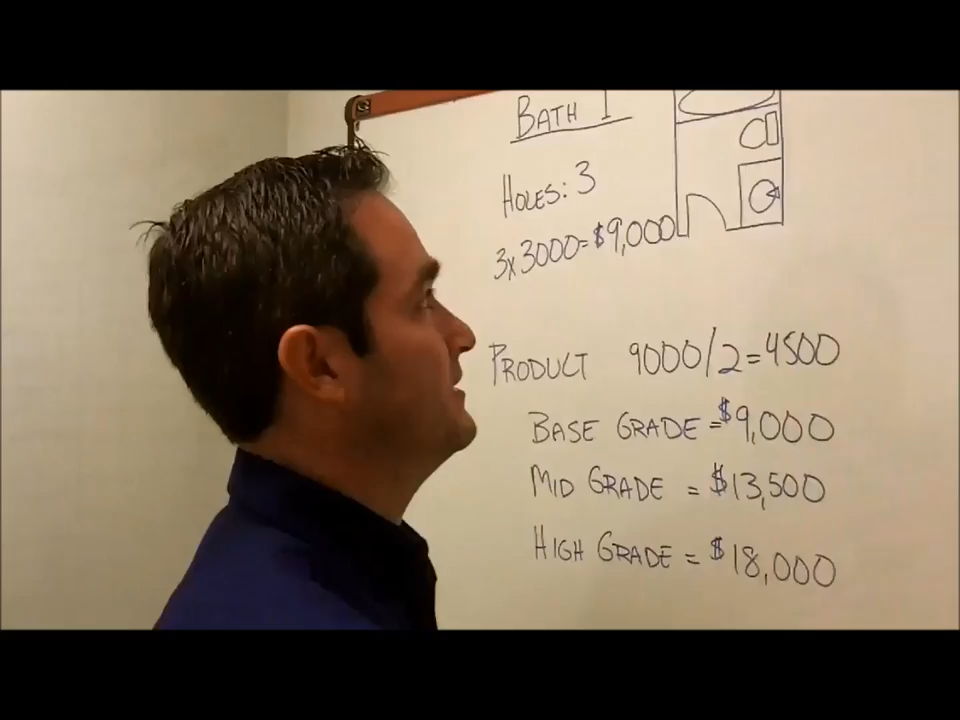 BATH 1
HOLES: 3
3x3000=$9,000
PRODUCT 9000/2=4500
BASE GRADE =$9,000
MID GRADE = $13,500
HIGH GRADE = $18,000